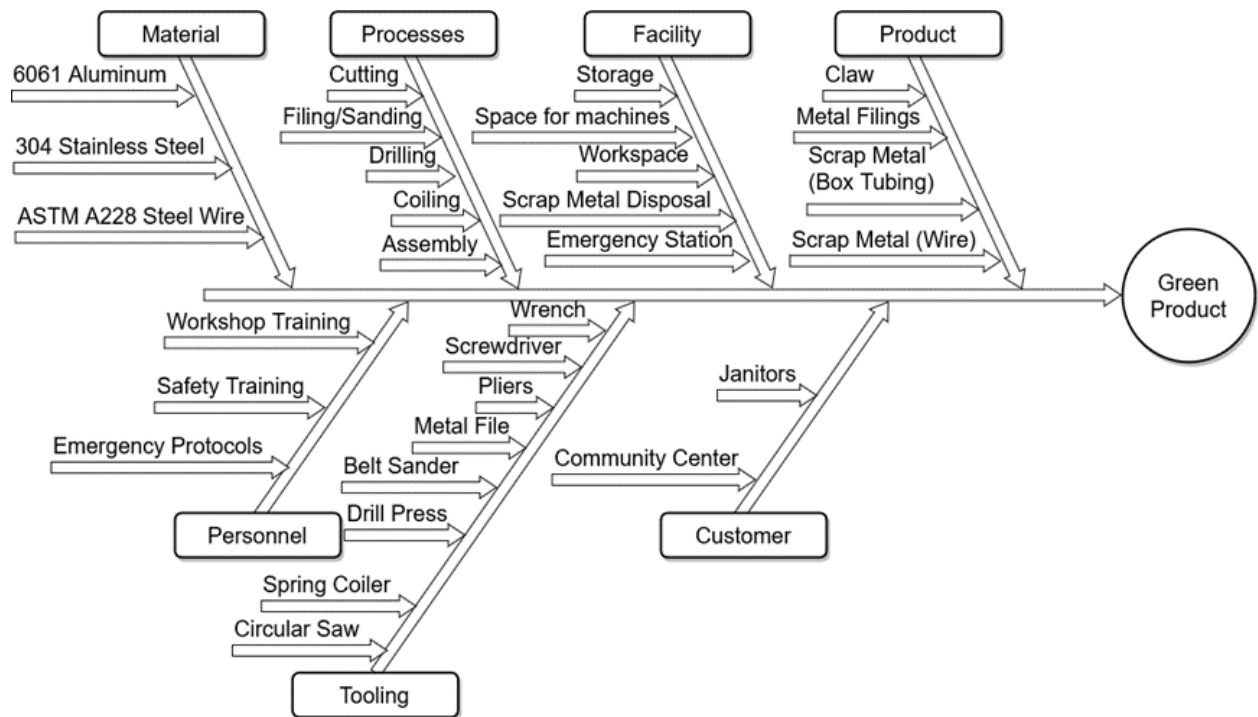 Material
Processes
Facility
Product
6061 Aluminum
304 Stainless Steel
ASTM A228 Steel Wire
Cutting
Filing/Sanding
Drilling
Coiling
Assembly
Storage
Space for machines
Workspace
Scrap Metal Disposal
Emergency Station
Claw
Metal Filings
Scrap Metal
(Box Tubing)
Scrap Metal (Wire)
Green
Product
Workshop Training
Safety Training
Emergency Protocols
Personnel
Wrench
Screwdriver
Pliers
Metal File
Belt Sander
Drill Press
Spring Coiler
Circular Saw
Tooling
Janitors
Community Center
Customer